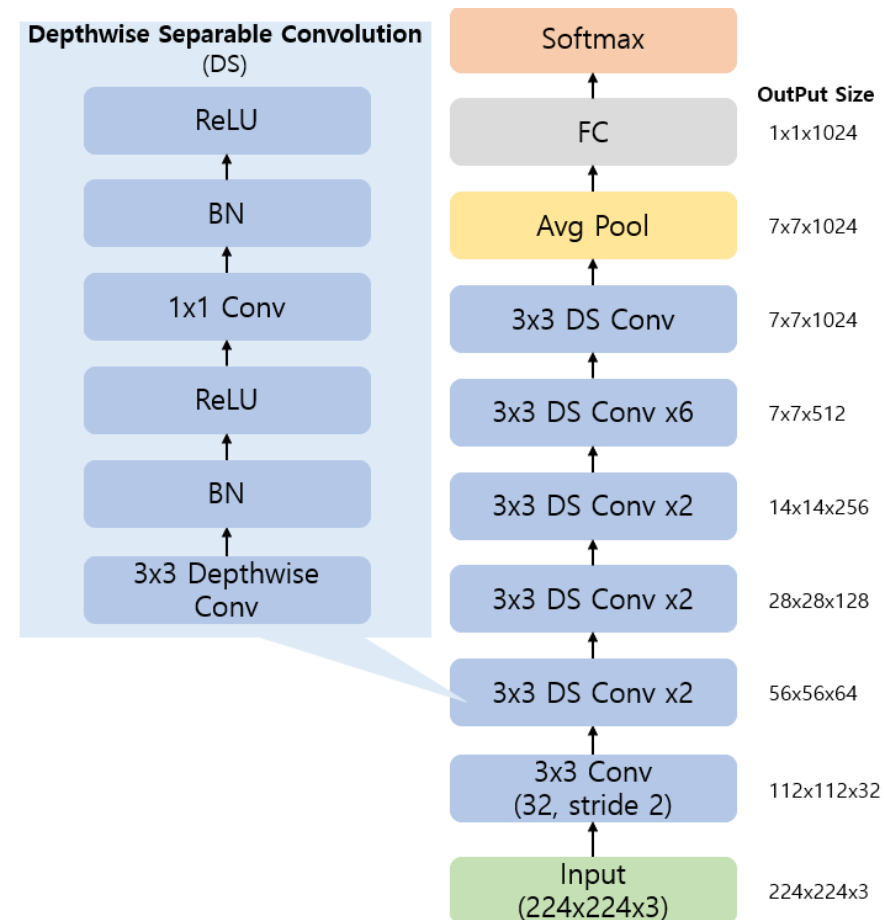 Depthwise Separable Convolution
(DS)
ReLU
BN
1x1 Conv
ReLU
BN
3x3 Depthwise
Conv
Softmax
OutPut Size
FC
1x1x1024
Avg Pool
7x7x1024
3x3 DS Conv
7x7x1024
3x3 DS Conv x6
7x7x512
3x3 DS Conv x2
14x14x256
3x3 DS Conv x2
28x28x128
3x3 DS Conv x2
56x56x64
3x3 Conv
(32, stride 2)
112x112x32
Input
(224x224x3)
224x224x3